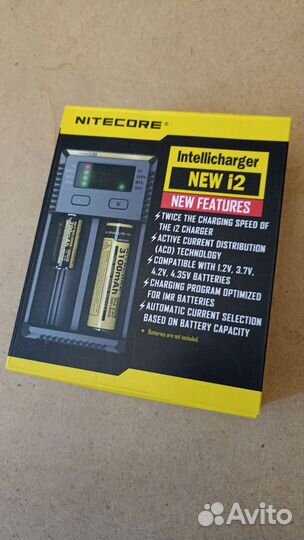 NITECORE®
Intellicharger
NEW i2
NEW FEATURES
TWICE THE CHARGING SPEED OF
THE i2 CHARGER
ACTIVE CURRENT DISTRIBUTION
(ACD) TECHNOLOGY
COMPATIBLE WITH 1.2V, 3.7V,
4.2V, 4.35V BATTERIES
CHARGING PROGRAM OPTIMIZED
FOR IMR BATTERIES
AUTOMATIC CURRENT SELECTION
BASED ON BATTERY CAPACITY
Batteries are not included.
V
3100mAh
Avito